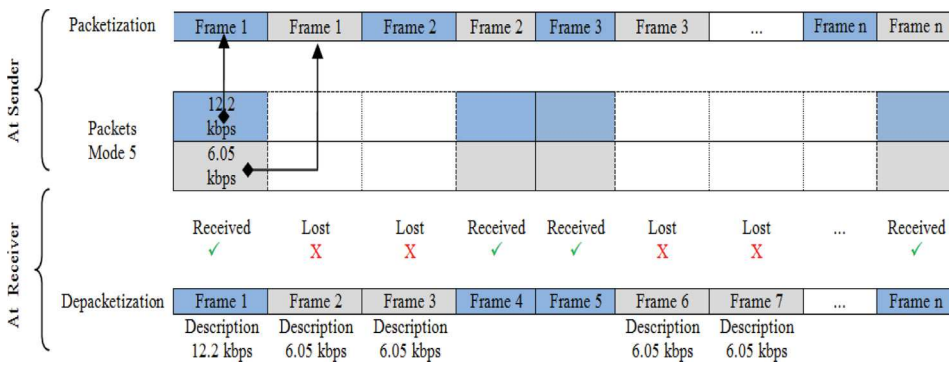 At Sender
Packetization
Frame 1 Frame 1 Frame 2 Frame 2 Frame 3 Frame 3 ... Frame n Frame n
Packets
Mode 5
12.2
kbps
6.05
kbps
At Receiver
Received Lost Lost Received Received Lost Lost ... Received
✓ X X ✓ ✓ X X ✓
Depacketization
Frame 1 Frame 2 Frame 3 Frame 4 Frame 5 Frame 6 Frame 7 ... Frame n
Description Description Description Description Description
12.2 kbps 6.05 kbps 6.05 kbps 6.05 kbps 6.05 kbps